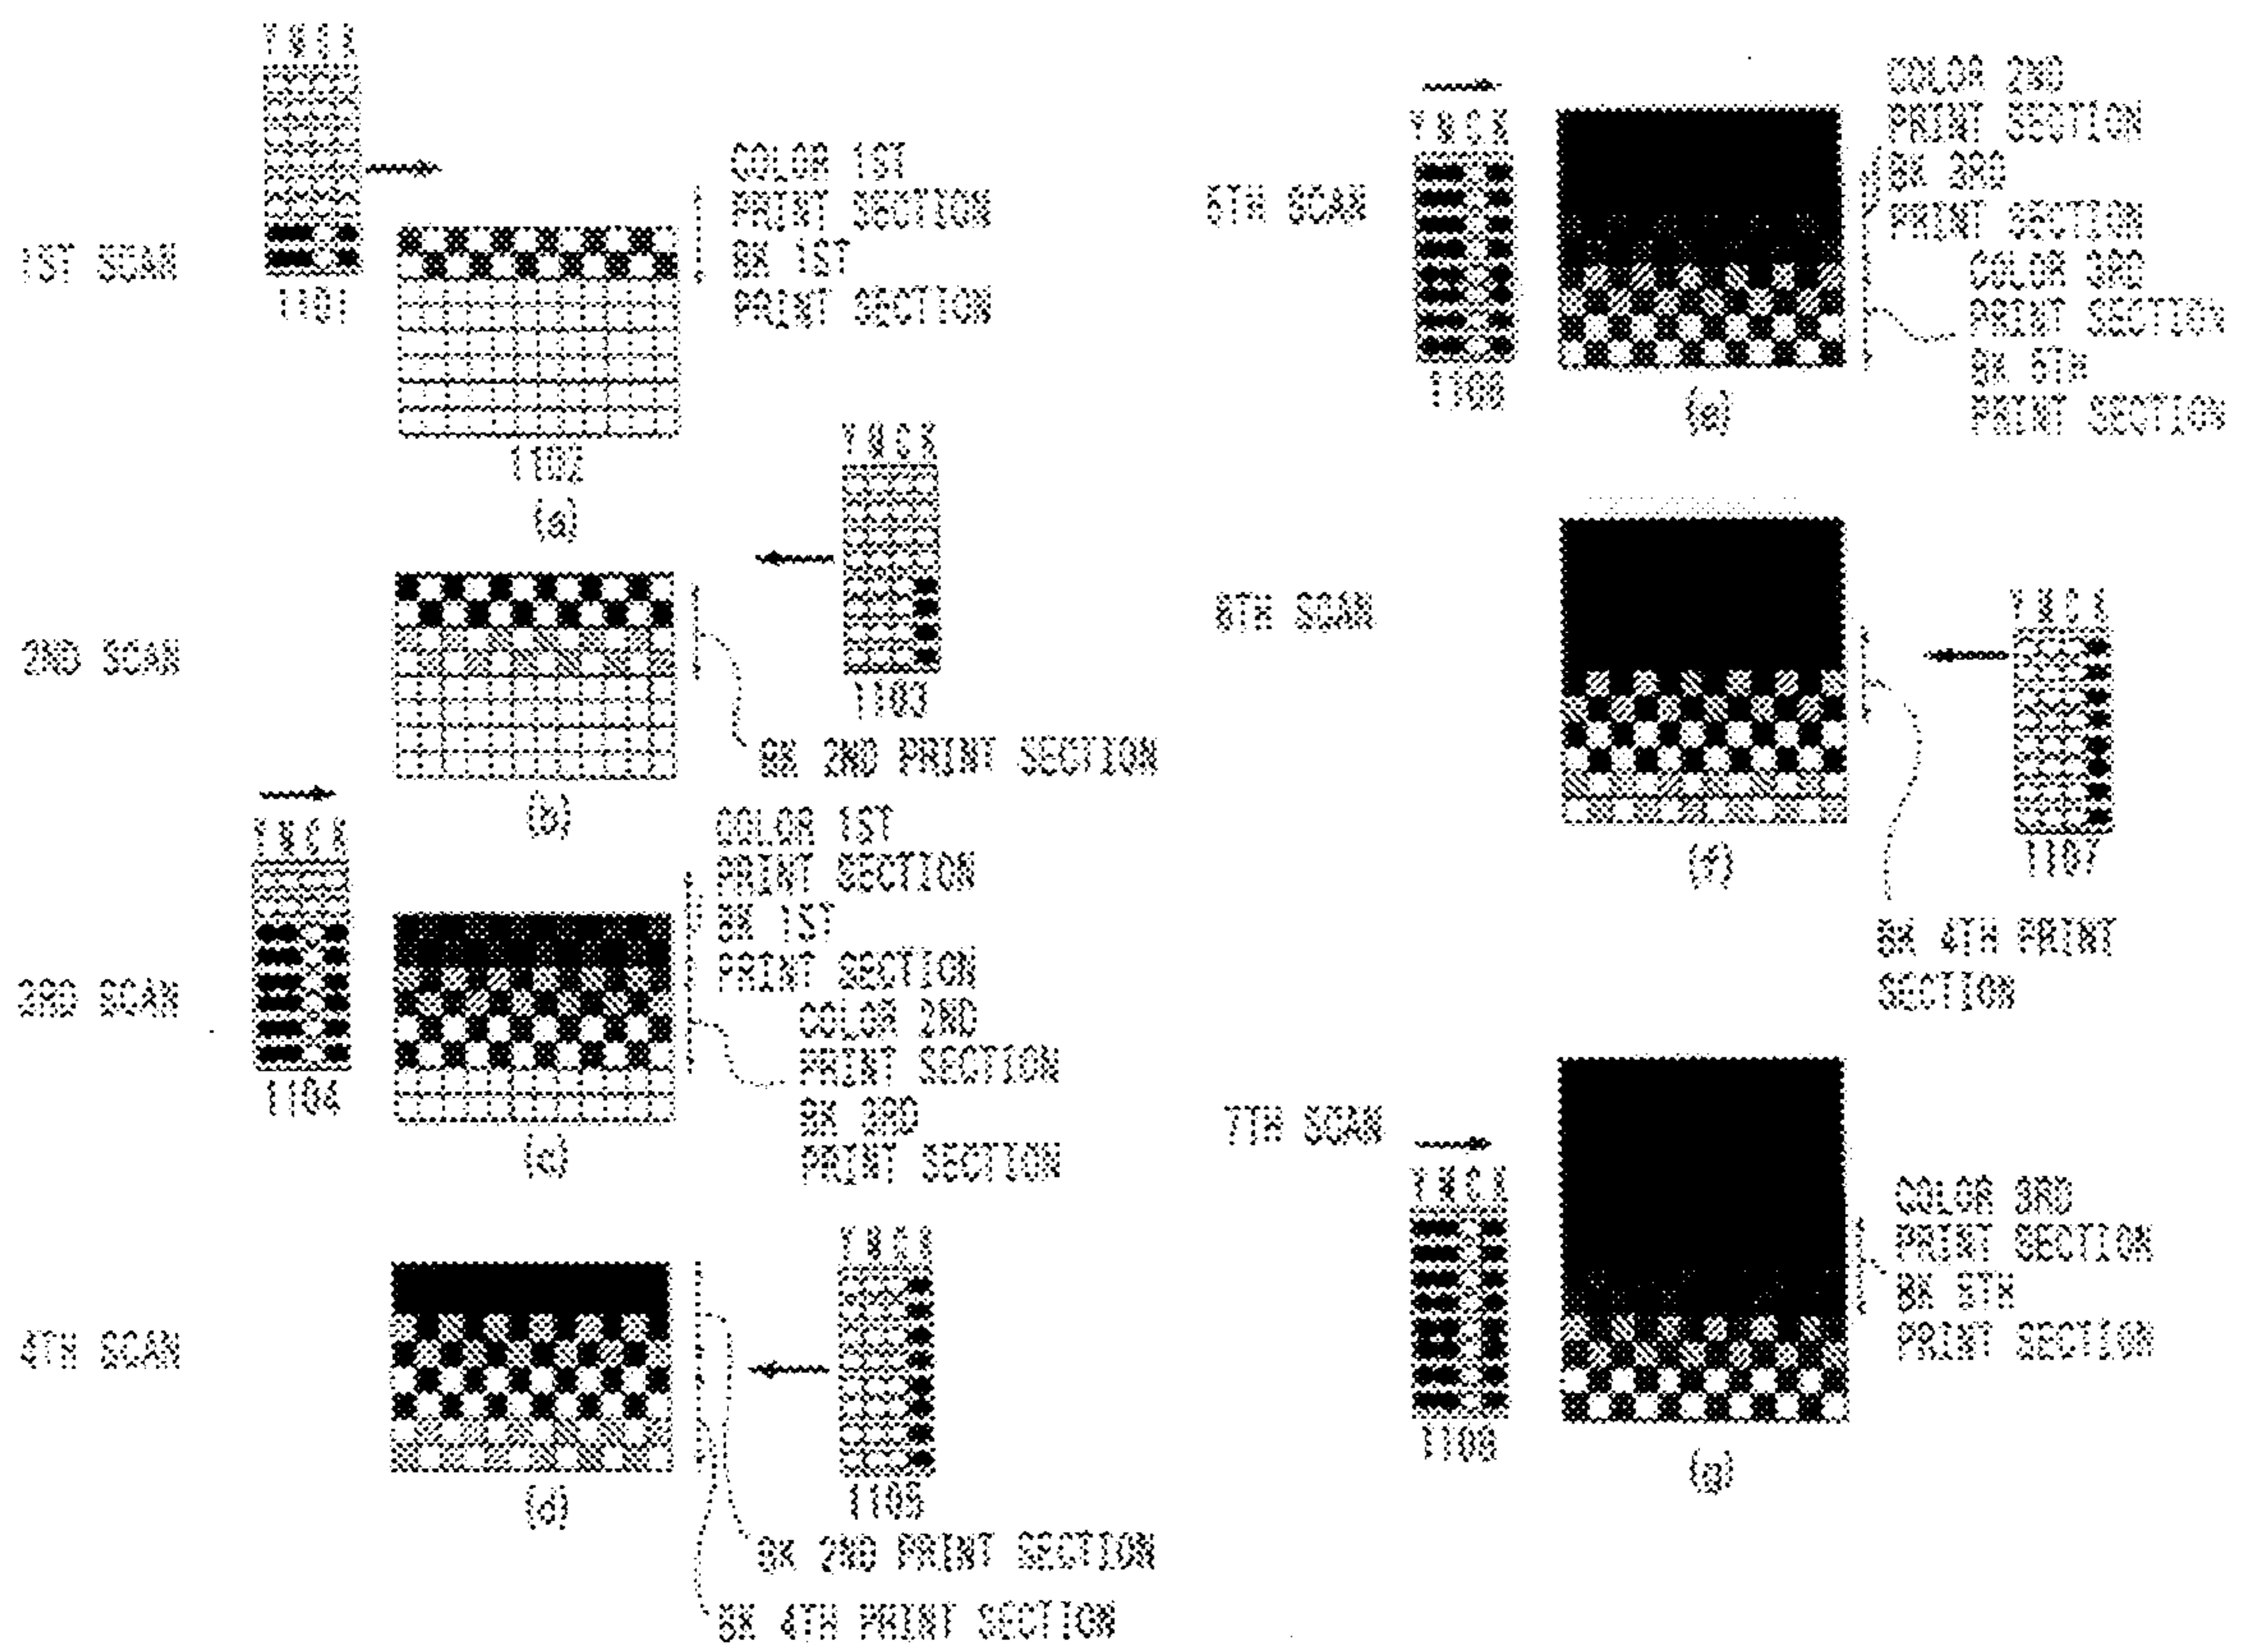 1ST SCAN
Y M C K
1101
COLOR 1ST
PRINT SECTION
BK 1ST
PRINT SECTION
1102
(a)
2ND SCAN
Y M C K
1103
BK 2ND PRINT SECTION
(b)
3RD SCAN
Y M C K
1104
COLOR 1ST
PRINT SECTION
BK 1ST
PRINT SECTION
COLOR 2ND
PRINT SECTION
BK 3RD
PRINT SECTION
(c)
4TH SCAN
Y M C K
1105
(d)
BK 2ND PRINT SECTION
BK 4TH PRINT SECTION
5TH SCAN
Y M C K
1106
COLOR 2ND
PRINT SECTION
BK 3RD
PRINT SECTION
COLOR 3RD
PRINT SECTION
BK 5TH
PRINT SECTION
(e)
6TH SCAN
Y M C K
1107
(f)
BK 4TH PRINT
SECTION
7TH SCAN
Y M C K
1108
COLOR 3RD
PRINT SECTION
BK 5TH
PRINT SECTION
(g)